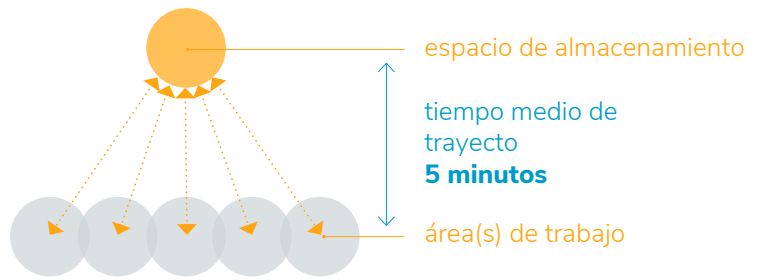 espacio de almacenamiento
tiempo medio de
trayecto
5 minutos
área(s) de trabajo